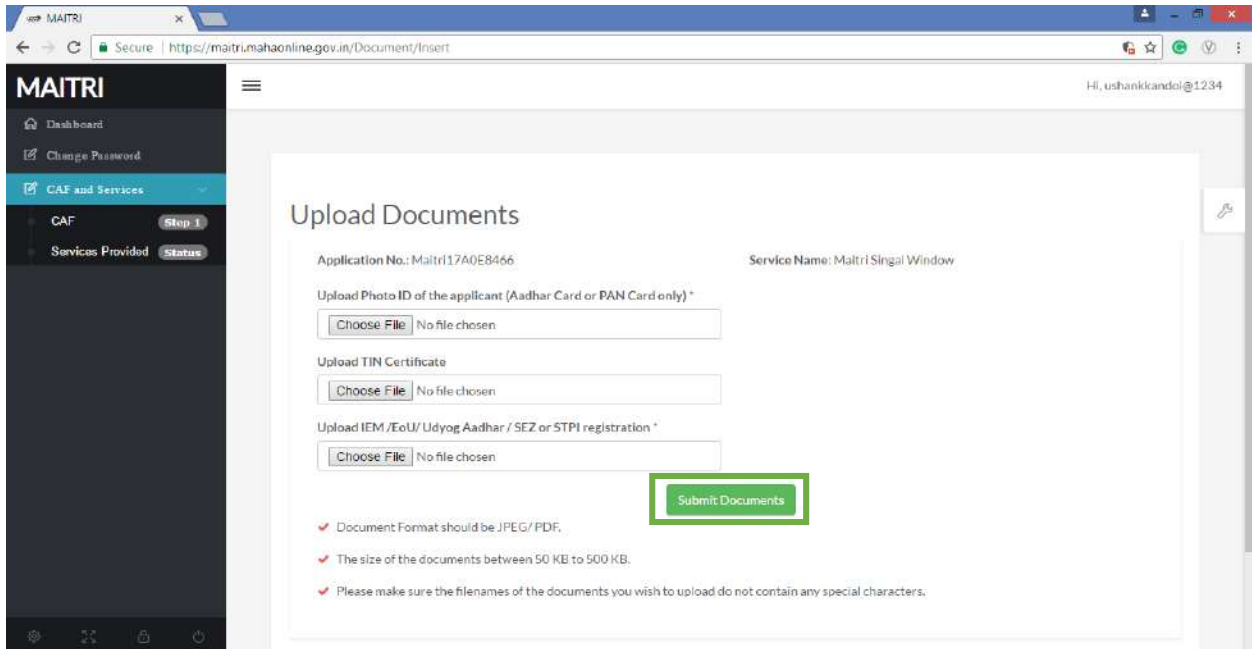 MAITRI
Secure | https://maitri.mahaonline.gov.in/Document/Insert
MAITRI
Hi, ushankkandoi@1234
Dashboard
Change Password
CAF and Services
CAF Step 1
Services Provided Status
Upload Documents
Application No.: Maitri17A0E8466 Service Name: Maitri Singal Window
Upload Photo ID of the applicant (Aadhar Card or PAN Card only) *
Choose File No file chosen
Upload TIN Certificate
Choose File No file chosen
Upload IEM /EoU/ Udyog Aadhar / SEZ or STPI registration *
Choose File No file chosen
Submit Documents
Document Format should be JPEG/ PDF.
The size of the documents between 50 KB to 500 KB.
Please make sure the filenames of the documents you wish to upload do not contain any special characters.